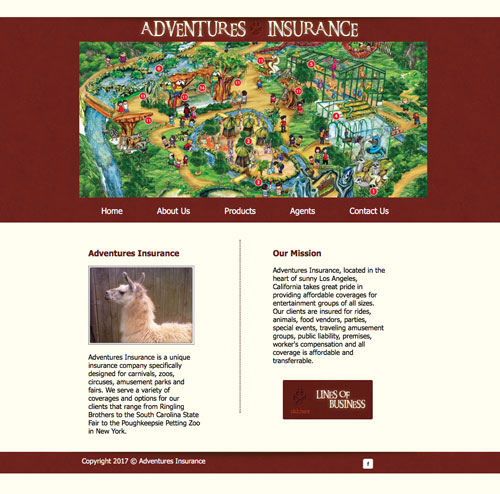 ADVENTURES INSURANCE
Home About Us Products Agents Contact Us
Adventures Insurance
Adventures Insurance is a unique
insurance company specifically
designed for carnivals, zoos,
circuses, amusement parks and
fairs. We serve a variety of
coverages and options for our
clients that range from Ringling
Brothers to the South Carolina State
Fair to the Poughkeepsie Petting Zoo
in New York.
Our Mission
Adventures Insurance, located in the
heart of sunny Los Angeles,
California takes great pride in
providing affordable coverages for
entertainment groups of all sizes.
Our clients are insured for rides,
animals, food vendors, parties,
special events, traveling amusement
groups, public liability, premises,
worker's compensation and all
coverage is affordable and
transferrable.
LINES OF
BUSINESS
click here
Copyright 2017 © Adventures Insurance
f